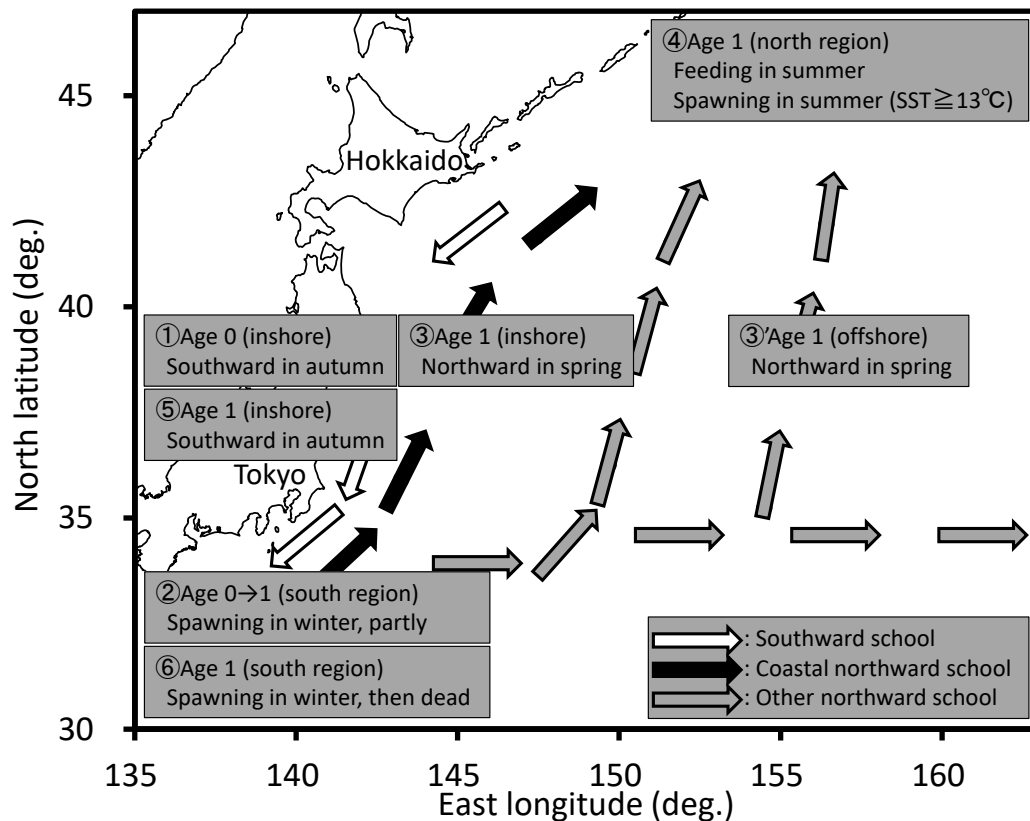 ④Age 1 (north region)
Feeding in summer
Spawning in summer (SST≧13℃)
45
Hokkaido
North latitude (deg.)
40
①Age 0 (inshore)
Southward in autumn
③Age 1 (inshore)
Northward in spring
③’Age 1 (offshore)
Northward in spring
⑤Age 1 (inshore)
Southward in autumn
Tokyo
35
②Age 0→1 (south region)
Spawning in winter, partly
⑥Age 1 (south region)
Spawning in winter, then dead
: Southward school
: Coastal northward school
: Other northward school
30
135 140 145 150 155 160
East longitude (deg.)